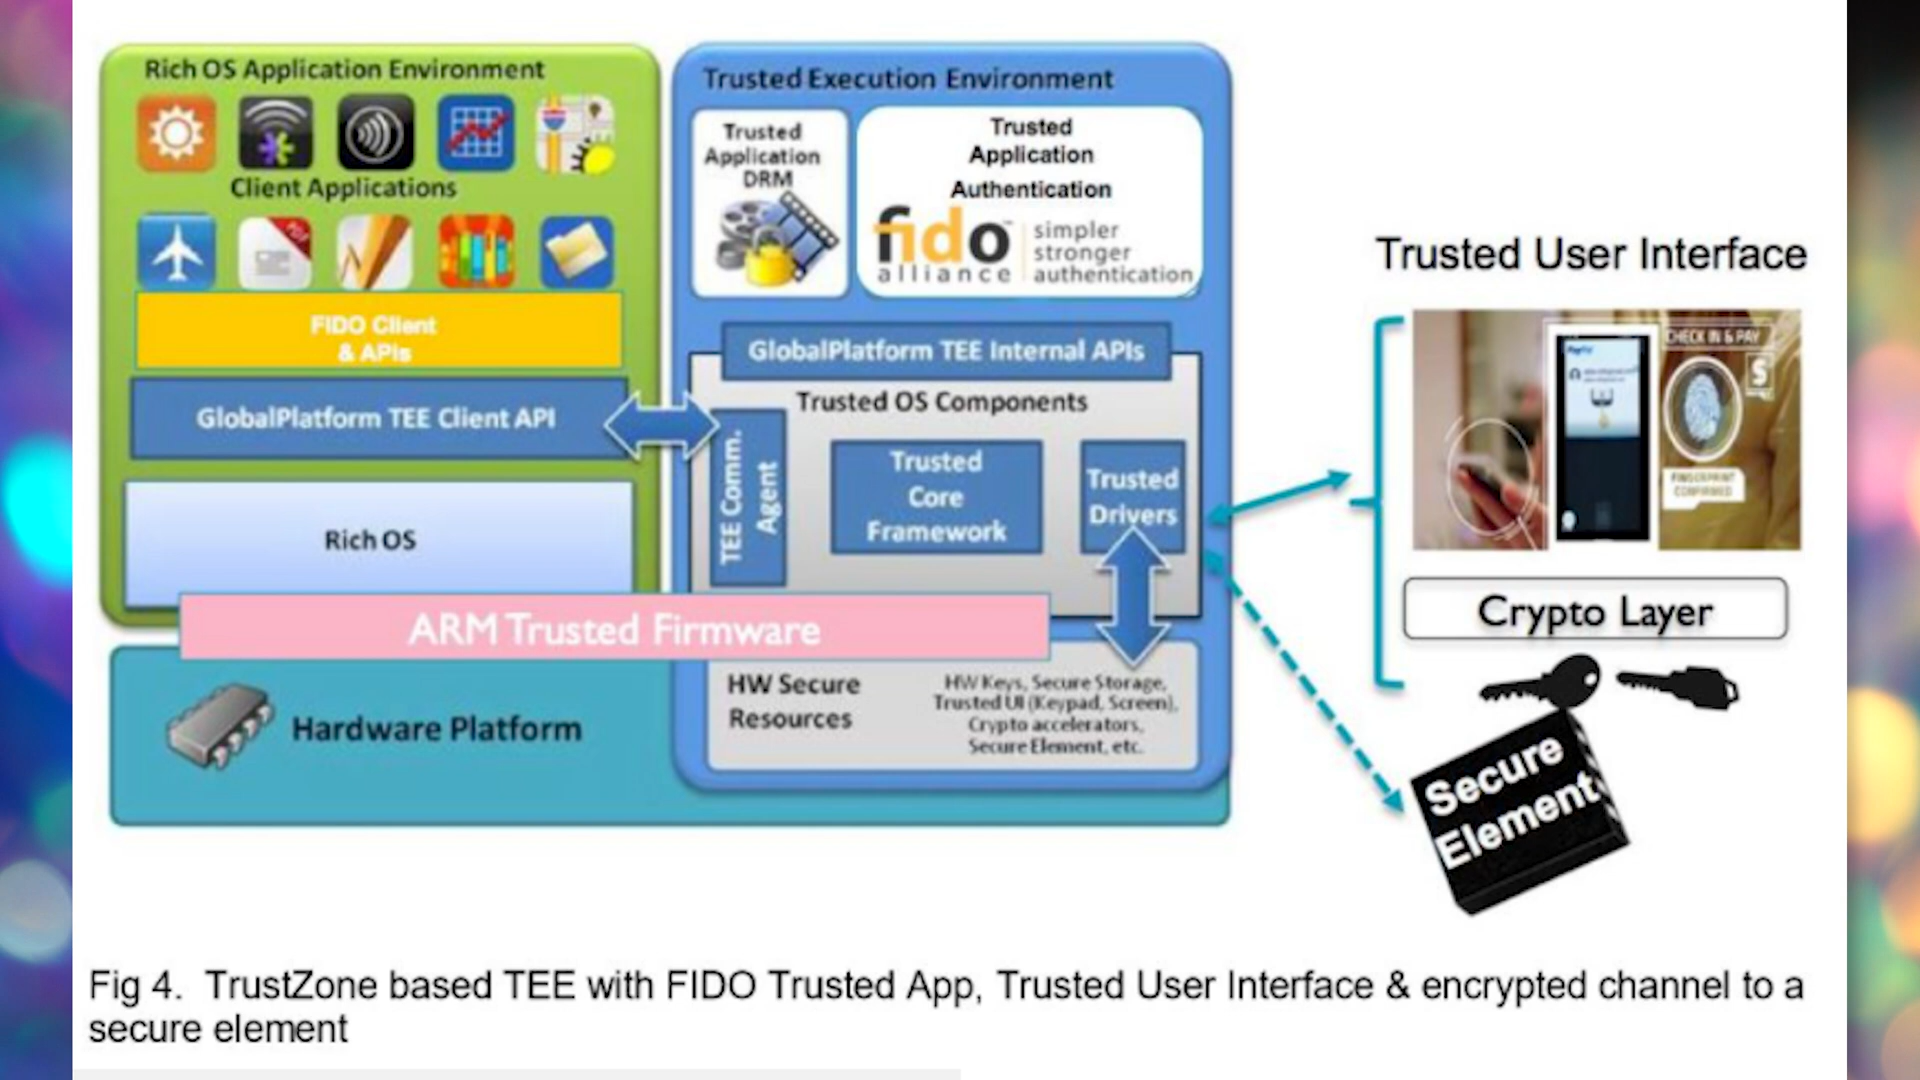 Rich OS Application Environment
Client Applications
PDF
FIDO Client
& APIs
GlobalPlatform TEE Client API
Rich OS
ARM Trusted Firmware
Hardware Platform
Trusted Execution Environment
Trusted
Application
DRM
Trusted
Application
Authentication
fido
alliance
simpler
stronger
authentication
GlobalPlatform TEE Internal APIs
Trusted OS Components
TEE Comm.
Agent
Trusted
Core
Framework
Trusted
Drivers
HW Secure
Resources
HW Keys, Secure Storage,
Trusted UI (Keypad, Screen),
Crypto accelerators,
Secure Element, etc.
Trusted User Interface
PayPal
CHECK IN & PAY
$
FINGERPRINT
CONFIRMED
Crypto Layer
Secure
Element
Fig 4.  TrustZone based TEE with FIDO Trusted App, Trusted User Interface & encrypted channel to a
secure element